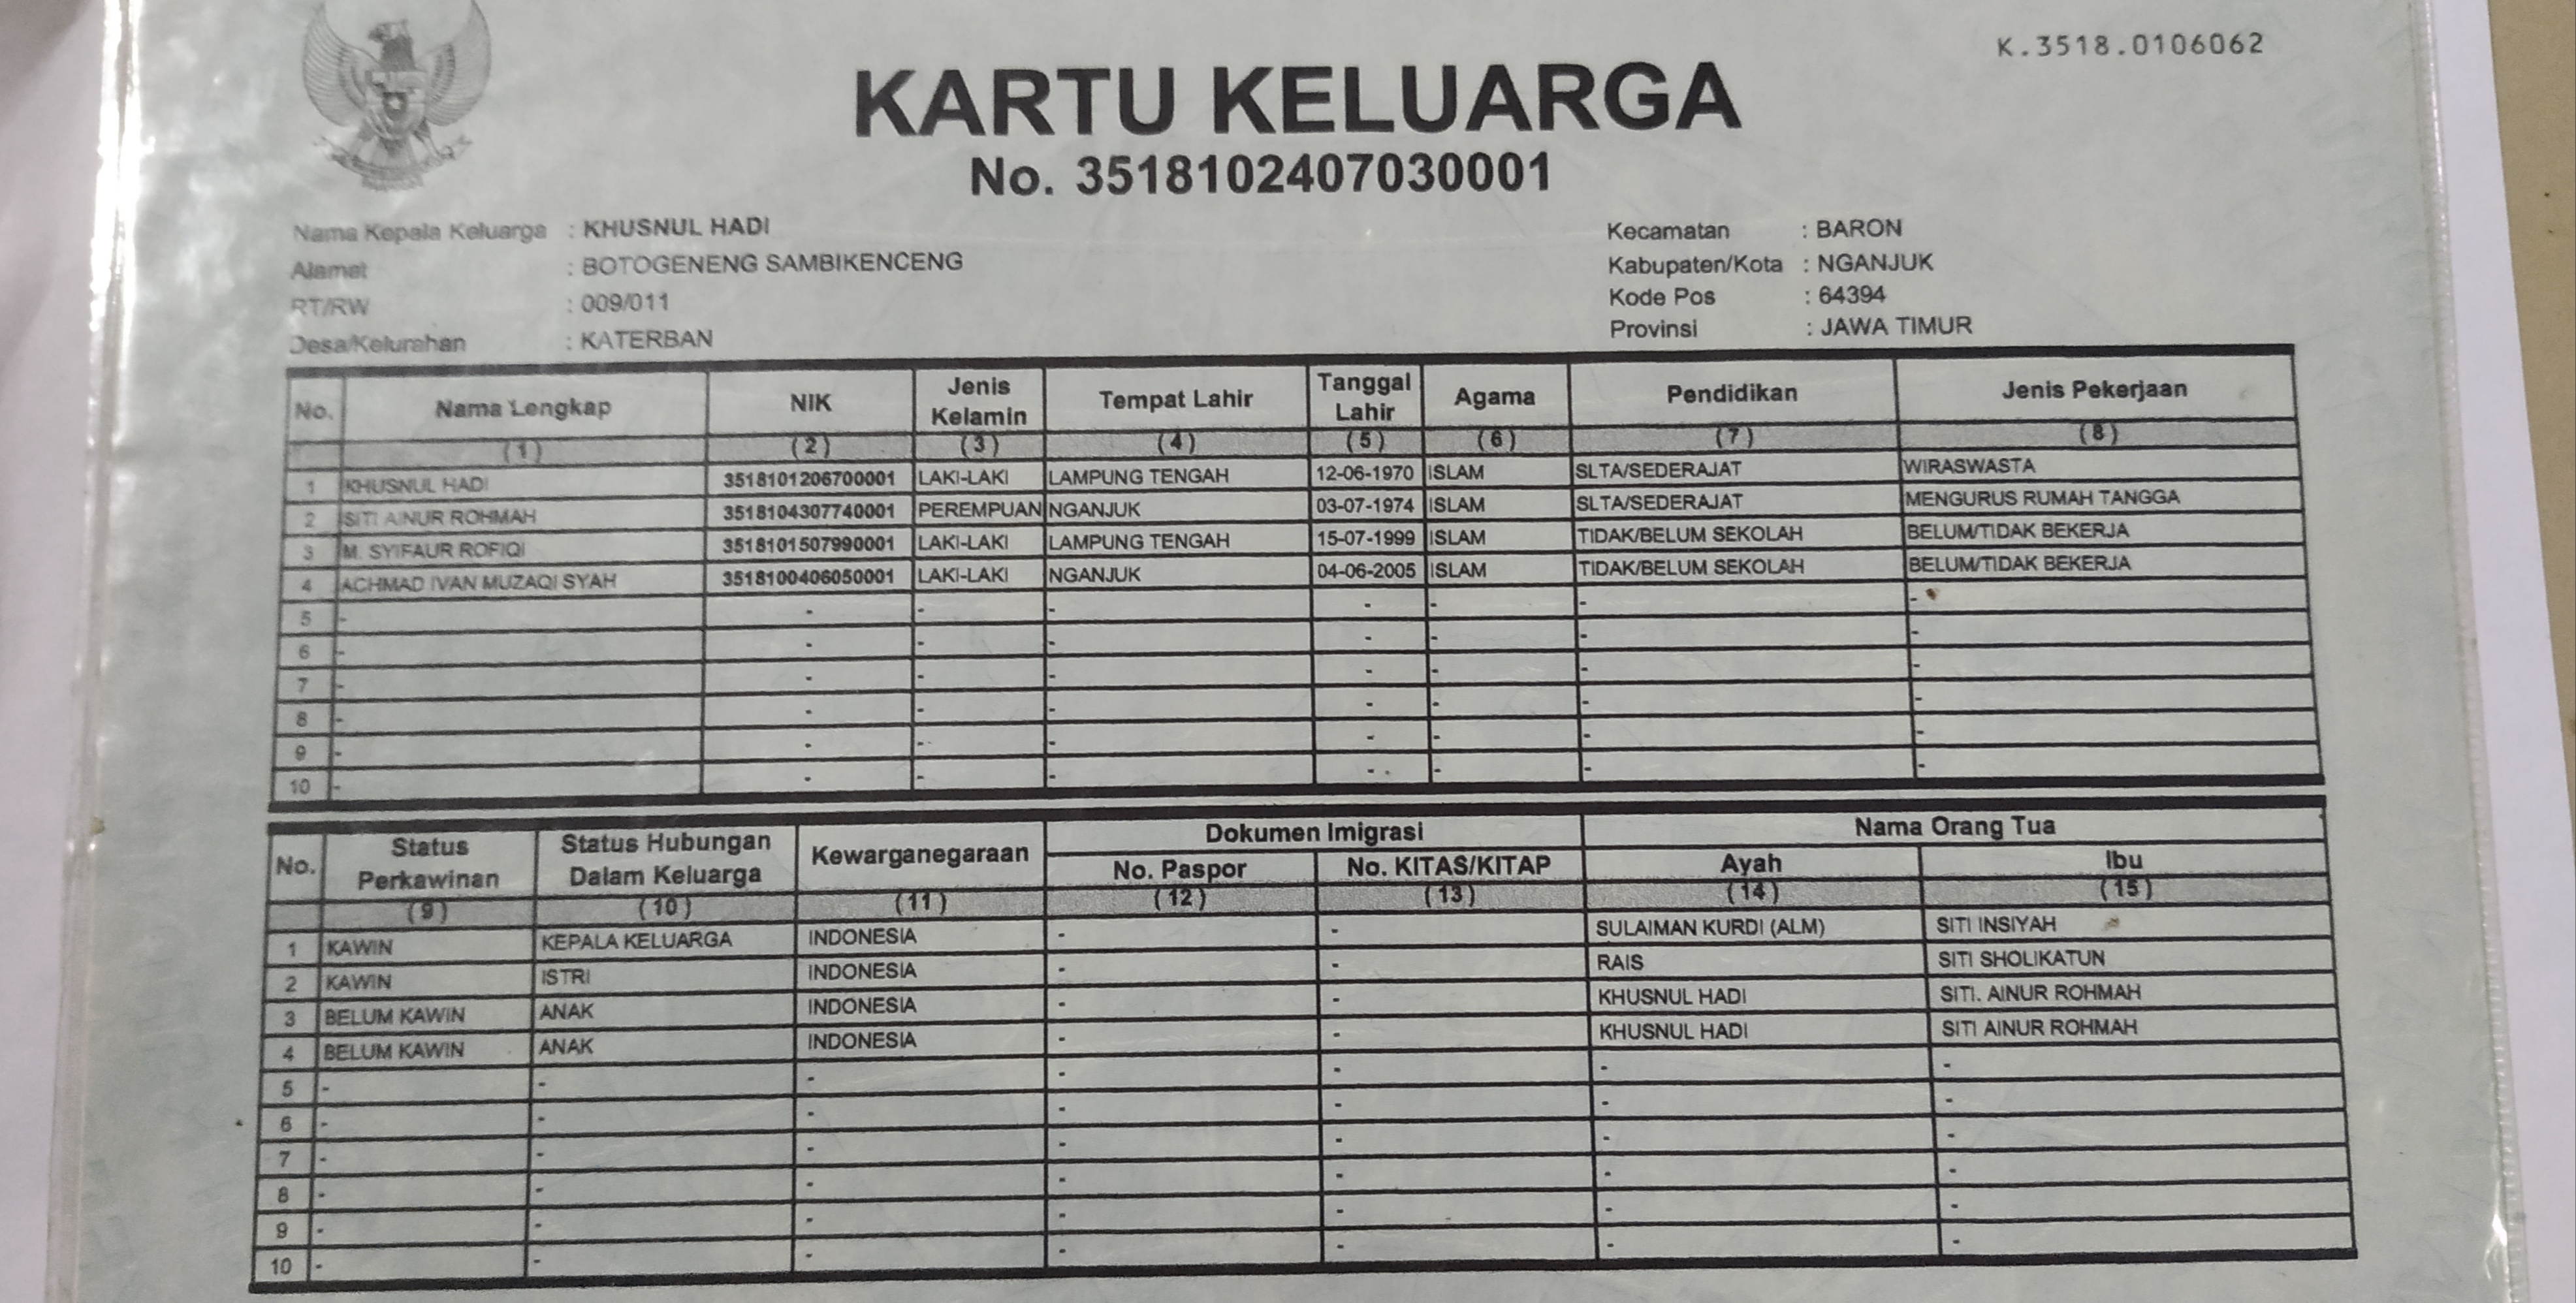 K.3518.0106062
KARTU KELUARGA
No. 3518102407030001
Nama Kepala Keluarga : KHUSNUL HADI
Alamat : BOTOGENENG SAMBIKENCENG
RT/RW : 009/011
Desa/Kelurahan : KATERBAN
Kecamatan : BARON
Kabupaten/Kota : NGANJUK
Kode Pos : 64394
Provinsi : JAWA TIMUR
No. Nama Lengkap NIK Jenis Kelamin Tempat Lahir Tanggal Lahir Agama Pendidikan Jenis Pekerjaan
(1) (2) (3) (4) (5) (6) (7) (8)
1 KHUSNUL HADI 3518101206700001 LAKI-LAKI LAMPUNG TENGAH 12-06-1970 ISLAM SLTA/SEDERAJAT WIRASWASTA
2 SITI AINUR ROHMAH 3518104307740001 PEREMPUAN NGANJUK 03-07-1974 ISLAM SLTA/SEDERAJAT MENGURUS RUMAH TANGGA
3 M. SYIFAUR ROFIQI 3518101507990001 LAKI-LAKI LAMPUNG TENGAH 15-07-1999 ISLAM TIDAK/BELUM SEKOLAH BELUM/TIDAK BEKERJA
4 ACHMAD IVAN MUZAQI SYAH 3518100406050001 LAKI-LAKI NGANJUK 04-06-2005 ISLAM TIDAK/BELUM SEKOLAH BELUM/TIDAK BEKERJA
5 - - - - - - - -
6 - - - - - - - -
7 - - - - - - - -
8 - - - - - - - -
9 - - - - - - - -
10 - - - - - - - -
No. Status Perkawinan Status Hubungan Dalam Keluarga Kewarganegaraan Dokumen Imigrasi Nama Orang Tua
No. Paspor No. KITAS/KITAP Ayah Ibu
(9) (10) (11) (12) (13) (14) (15)
1 KAWIN KEPALA KELUARGA INDONESIA - - SULAIMAN KURDI (ALM) SITI INSIYAH
2 KAWIN ISTRI INDONESIA - - RAIS SITI SHOLIKATUN
3 BELUM KAWIN ANAK INDONESIA - - KHUSNUL HADI SITI. AINUR ROHMAH
4 BELUM KAWIN ANAK INDONESIA - - KHUSNUL HADI SITI AINUR ROHMAH
5 - - - - - - -
6 - - - - - - -
7 - - - - - - -
8 - - - - - - -
9 - - - - - - -
10 - - - - - - -